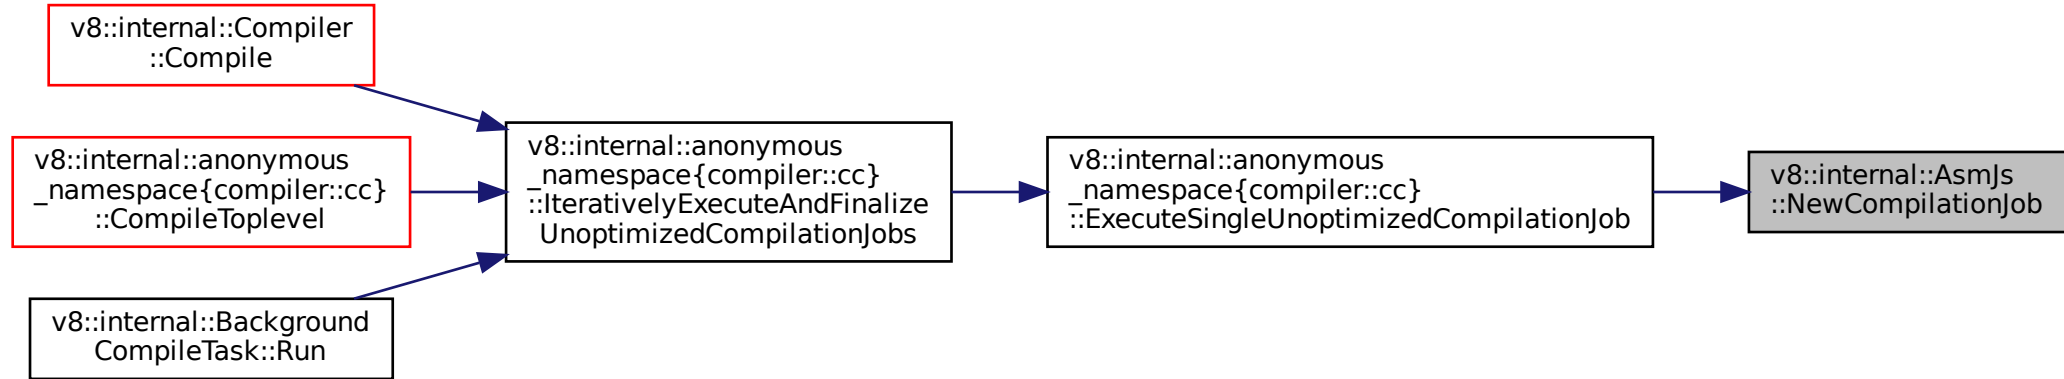 v8::internal::Compiler
::Compile
v8::internal::anonymous
_namespace{compiler::cc}
::CompileToplevel
v8::internal::Background
CompileTask::Run
v8::internal::anonymous
_namespace{compiler::cc}
::IterativelyExecuteAndFinalize
UnoptimizedCompilationJobs
v8::internal::anonymous
_namespace{compiler::cc}
::ExecuteSingleUnoptimizedCompilationJob
v8::internal::AsmJs
::NewCompilationJob